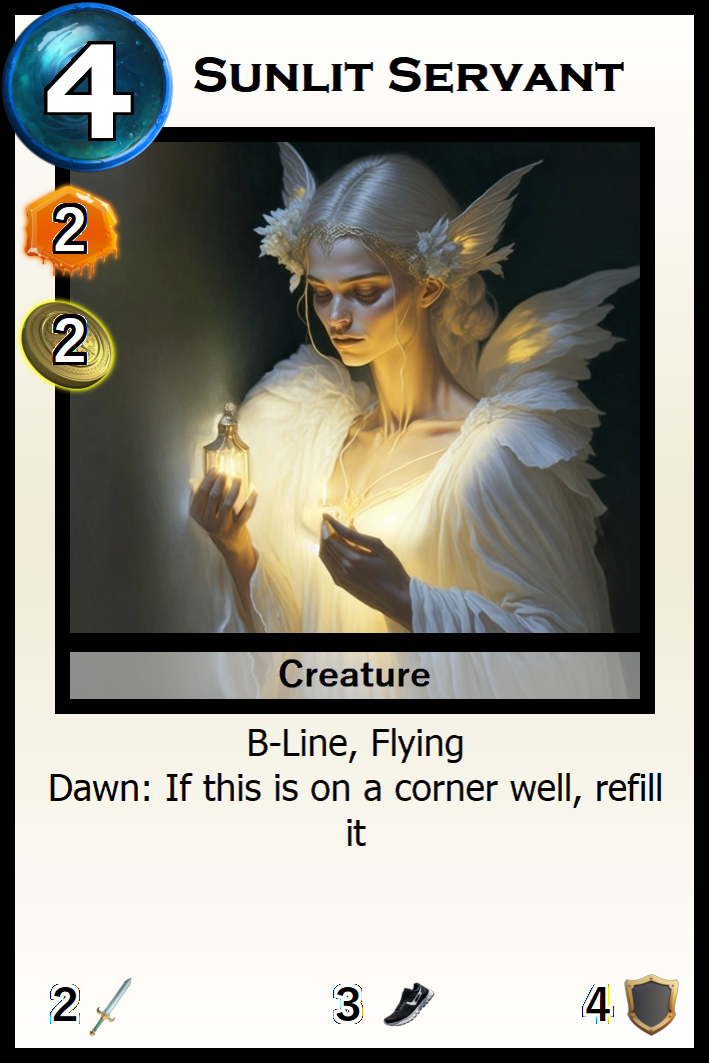 4
Sunlit Servant
2
2
Creature
B-Line, Flying
Dawn: If this is on a corner well, refill
it
2
3
4